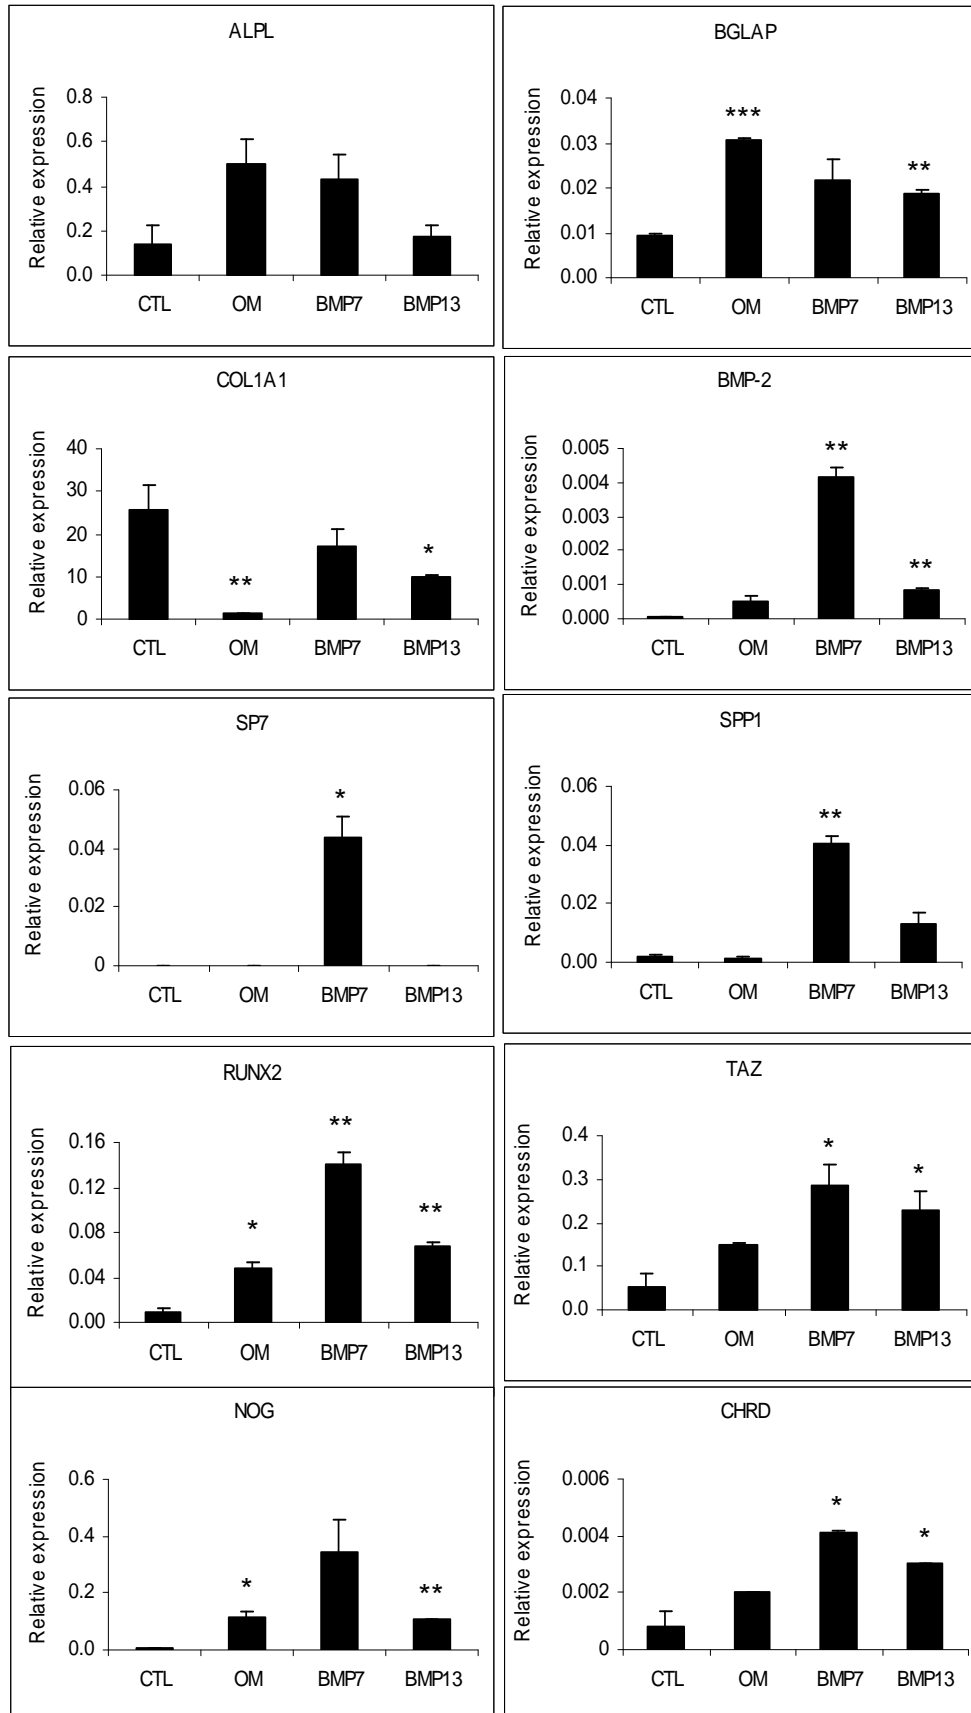 ALPL
Relative expression
0.8
0.6
0.4
0.2
0.0
CTL OM BMP7 BMP13
BGLAP
Relative expression
0.04
0.03
0.02
0.01
0.00
***
**
CTL OM BMP7 BMP13
COL1A1
Relative expression
40
30
20
10
0
**
*
CTL OM BMP7 BMP13
BMP-2
Relative expression
0.005
0.004
0.003
0.002
0.001
0.000
**
**
CTL OM BMP7 BMP13
SP7
Relative expression
0.06
0.04
0.02
0
*
CTL OM BMP7 BMP13
SPP1
Relative expression
0.06
0.04
0.02
0.00
**
CTL OM BMP7 BMP13
RUNX2
Relative expression
0.16
0.12
0.08
0.04
0.00
*
**
**
CTL OM BMP7 BMP13
TAZ
Relative expression
0.4
0.3
0.2
0.1
0.0
*
*
CTL OM BMP7 BMP13
NOG
Relative expression
0.6
0.4
0.2
0.0
*
**
CTL OM BMP7 BMP13
CHRD
Relative expression
0.006
0.004
0.002
0
*
*
CTL OM BMP7 BMP13